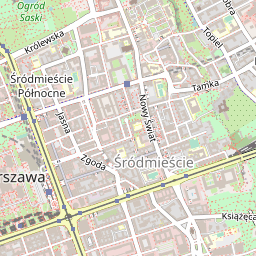 Ogród
Saski
Królewska
Topiel
Śródmieście
Północne
Tamka
Nowy Świat
Jasna
Zgoda
Śródmieście
rszawa
Książęca